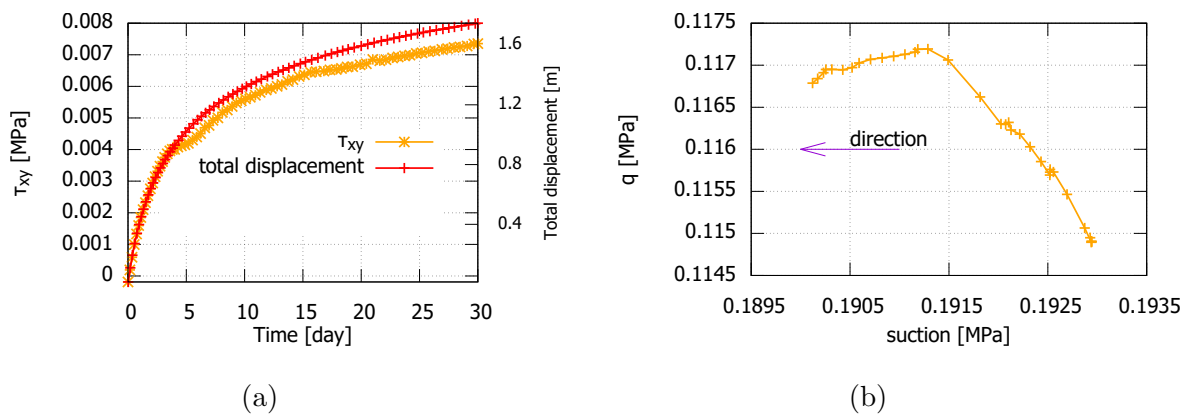 0.008
0.007
0.006
0.005
0.004
0.003
0.002
0.001
0
τxy [MPa]
0 5 10 15 20 25 30
Time [day]
1.6
1.2
0.8
0.4
Total displacement [m]
τxy
total displacement
(a)
0.1175
0.117
0.1165
0.116
0.1155
0.115
0.1145
q [MPa]
direction
0.1895 0.1905 0.1915 0.1925 0.1935
suction [MPa]
(b)